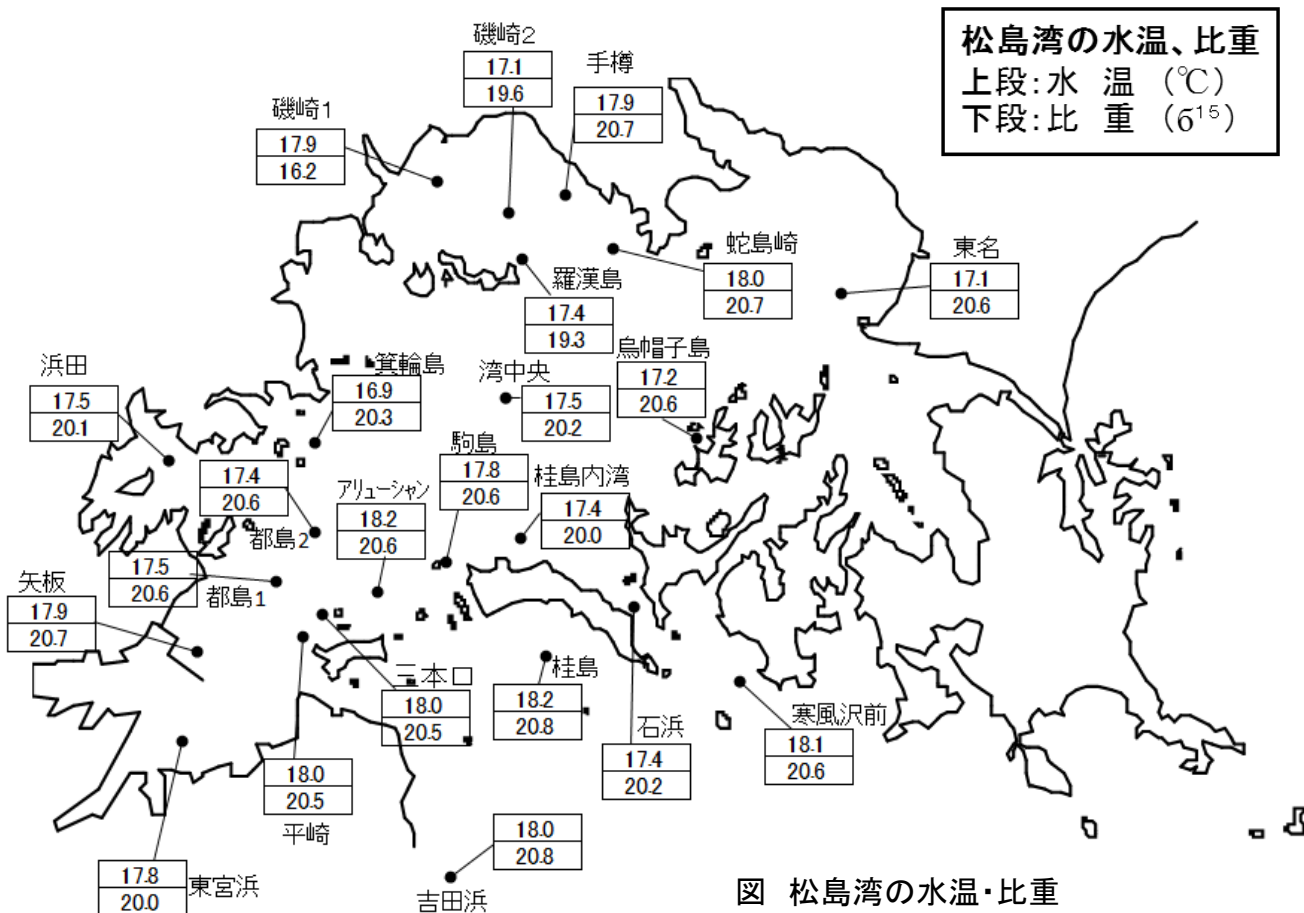 松島湾の水温、比重
上段:水 温 (℃)
下段:比 重 (б¹⁵)
磯崎2
17.1
19.6
手樽
17.9
20.7
磯崎1
17.9
16.2
蛇島崎
18.0
20.7
東名
17.1
20.6
羅漢島
17.4
19.3
烏帽子島
17.2
20.6
浜田
17.5
20.1
箕輪島
16.9
20.3
湾中央
17.5
20.2
駒島
17.8
20.6
桂島内湾
17.4
20.0
17.4
20.6
都島2
アリューシャン
18.2
20.6
17.5
20.6
都島1
矢板
17.9
20.7
三本口
18.0
20.5
桂島
18.2
20.8
石浜
17.4
20.2
寒風沢前
18.1
20.6
18.0
20.5
平崎
18.0
20.8
吉田浜
17.8
20.0
東宮浜
図 松島湾の水温・比重